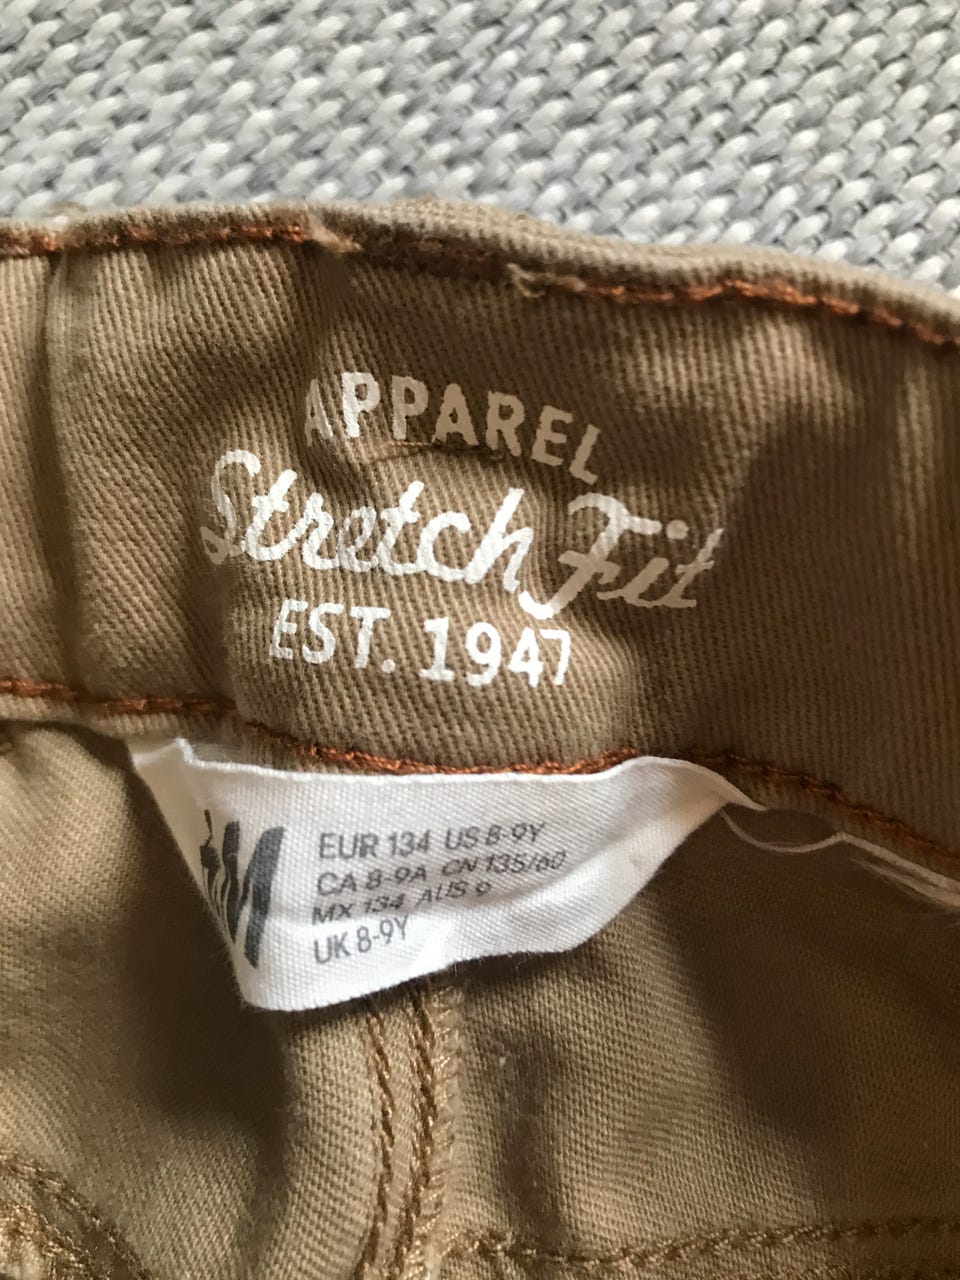 APPAREL
Stretch Fit
EST. 1947
EUR 134 US 8-9Y
CA 8-9A CN 135/60
MX 134 AUS 9
UK 8-9Y